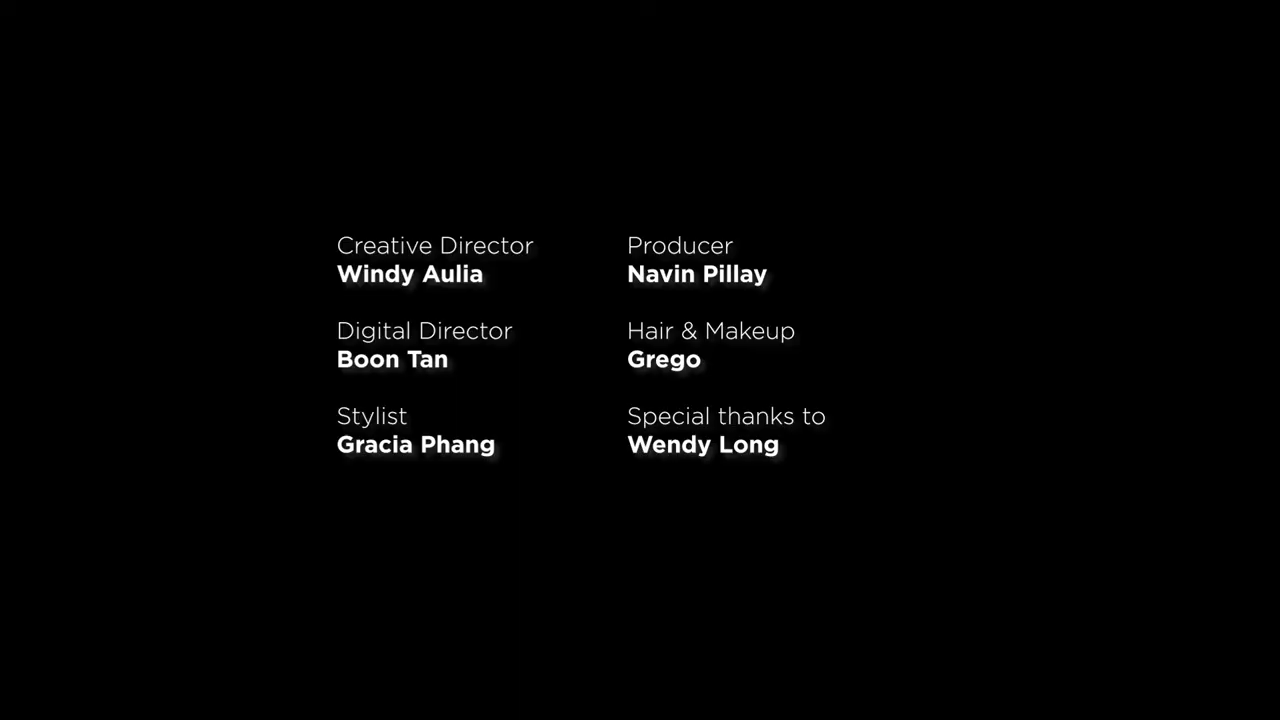 Creative Director
Windy Aulia
Digital Director
Boon Tan
Stylist
Gracia Phang
Producer
Navin Pillay
Hair & Makeup
Grego
Special thanks to
Wendy Long